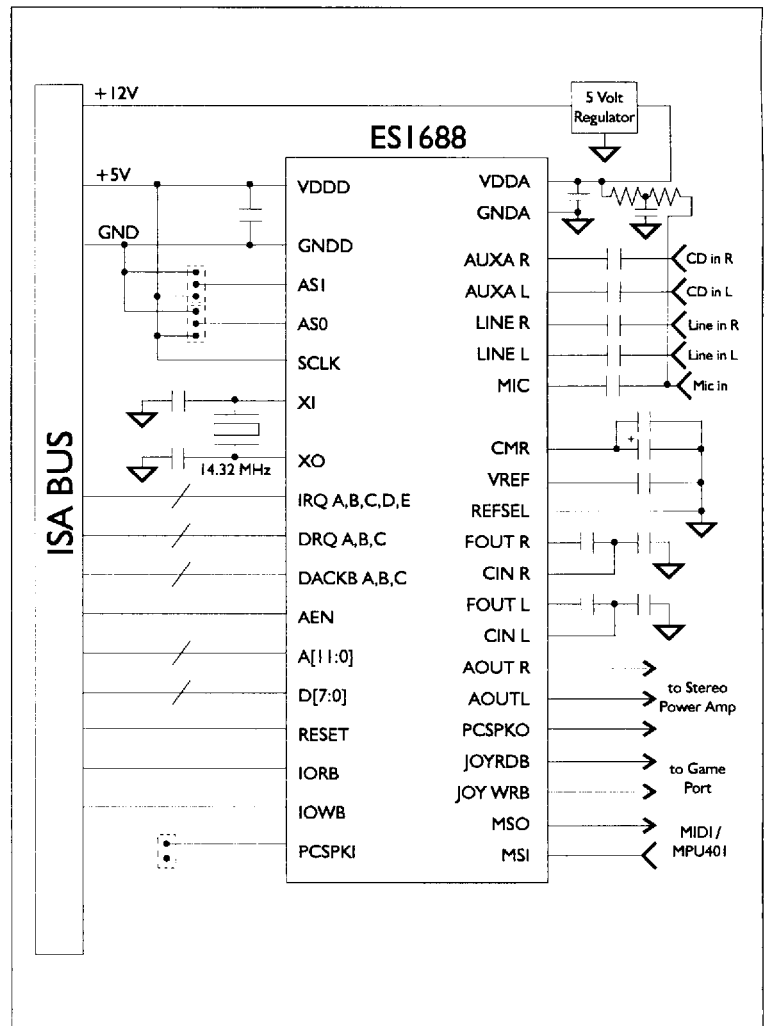 +12V
5 Volt
Regulator
ES1688
+5V
GND
ISA BUS
VDDD
GNDD
AS1
AS0
SCLK
XI
XO
14.32 MHz
IRQ A,B,C,D,E
DRQ A,B,C
DACKB A,B,C
AEN
A[11:0]
D[7:0]
RESET
IORB
IOWB
PCSPKI
VDDA
GNDA
AUXA R
CD in R
AUXA L
CD in L
LINE R
Line in R
LINE L
Line in L
MIC
Mic in
CMR
+
VREF
REFSEL
FOUT R
CIN R
FOUT L
CIN L
AOUT R
AOUTL
to Stereo
Power Amp
PCSPKO
JOYRDB
JOY WRB
to Game
Port
MSO
MSI
MIDI /
MPU401